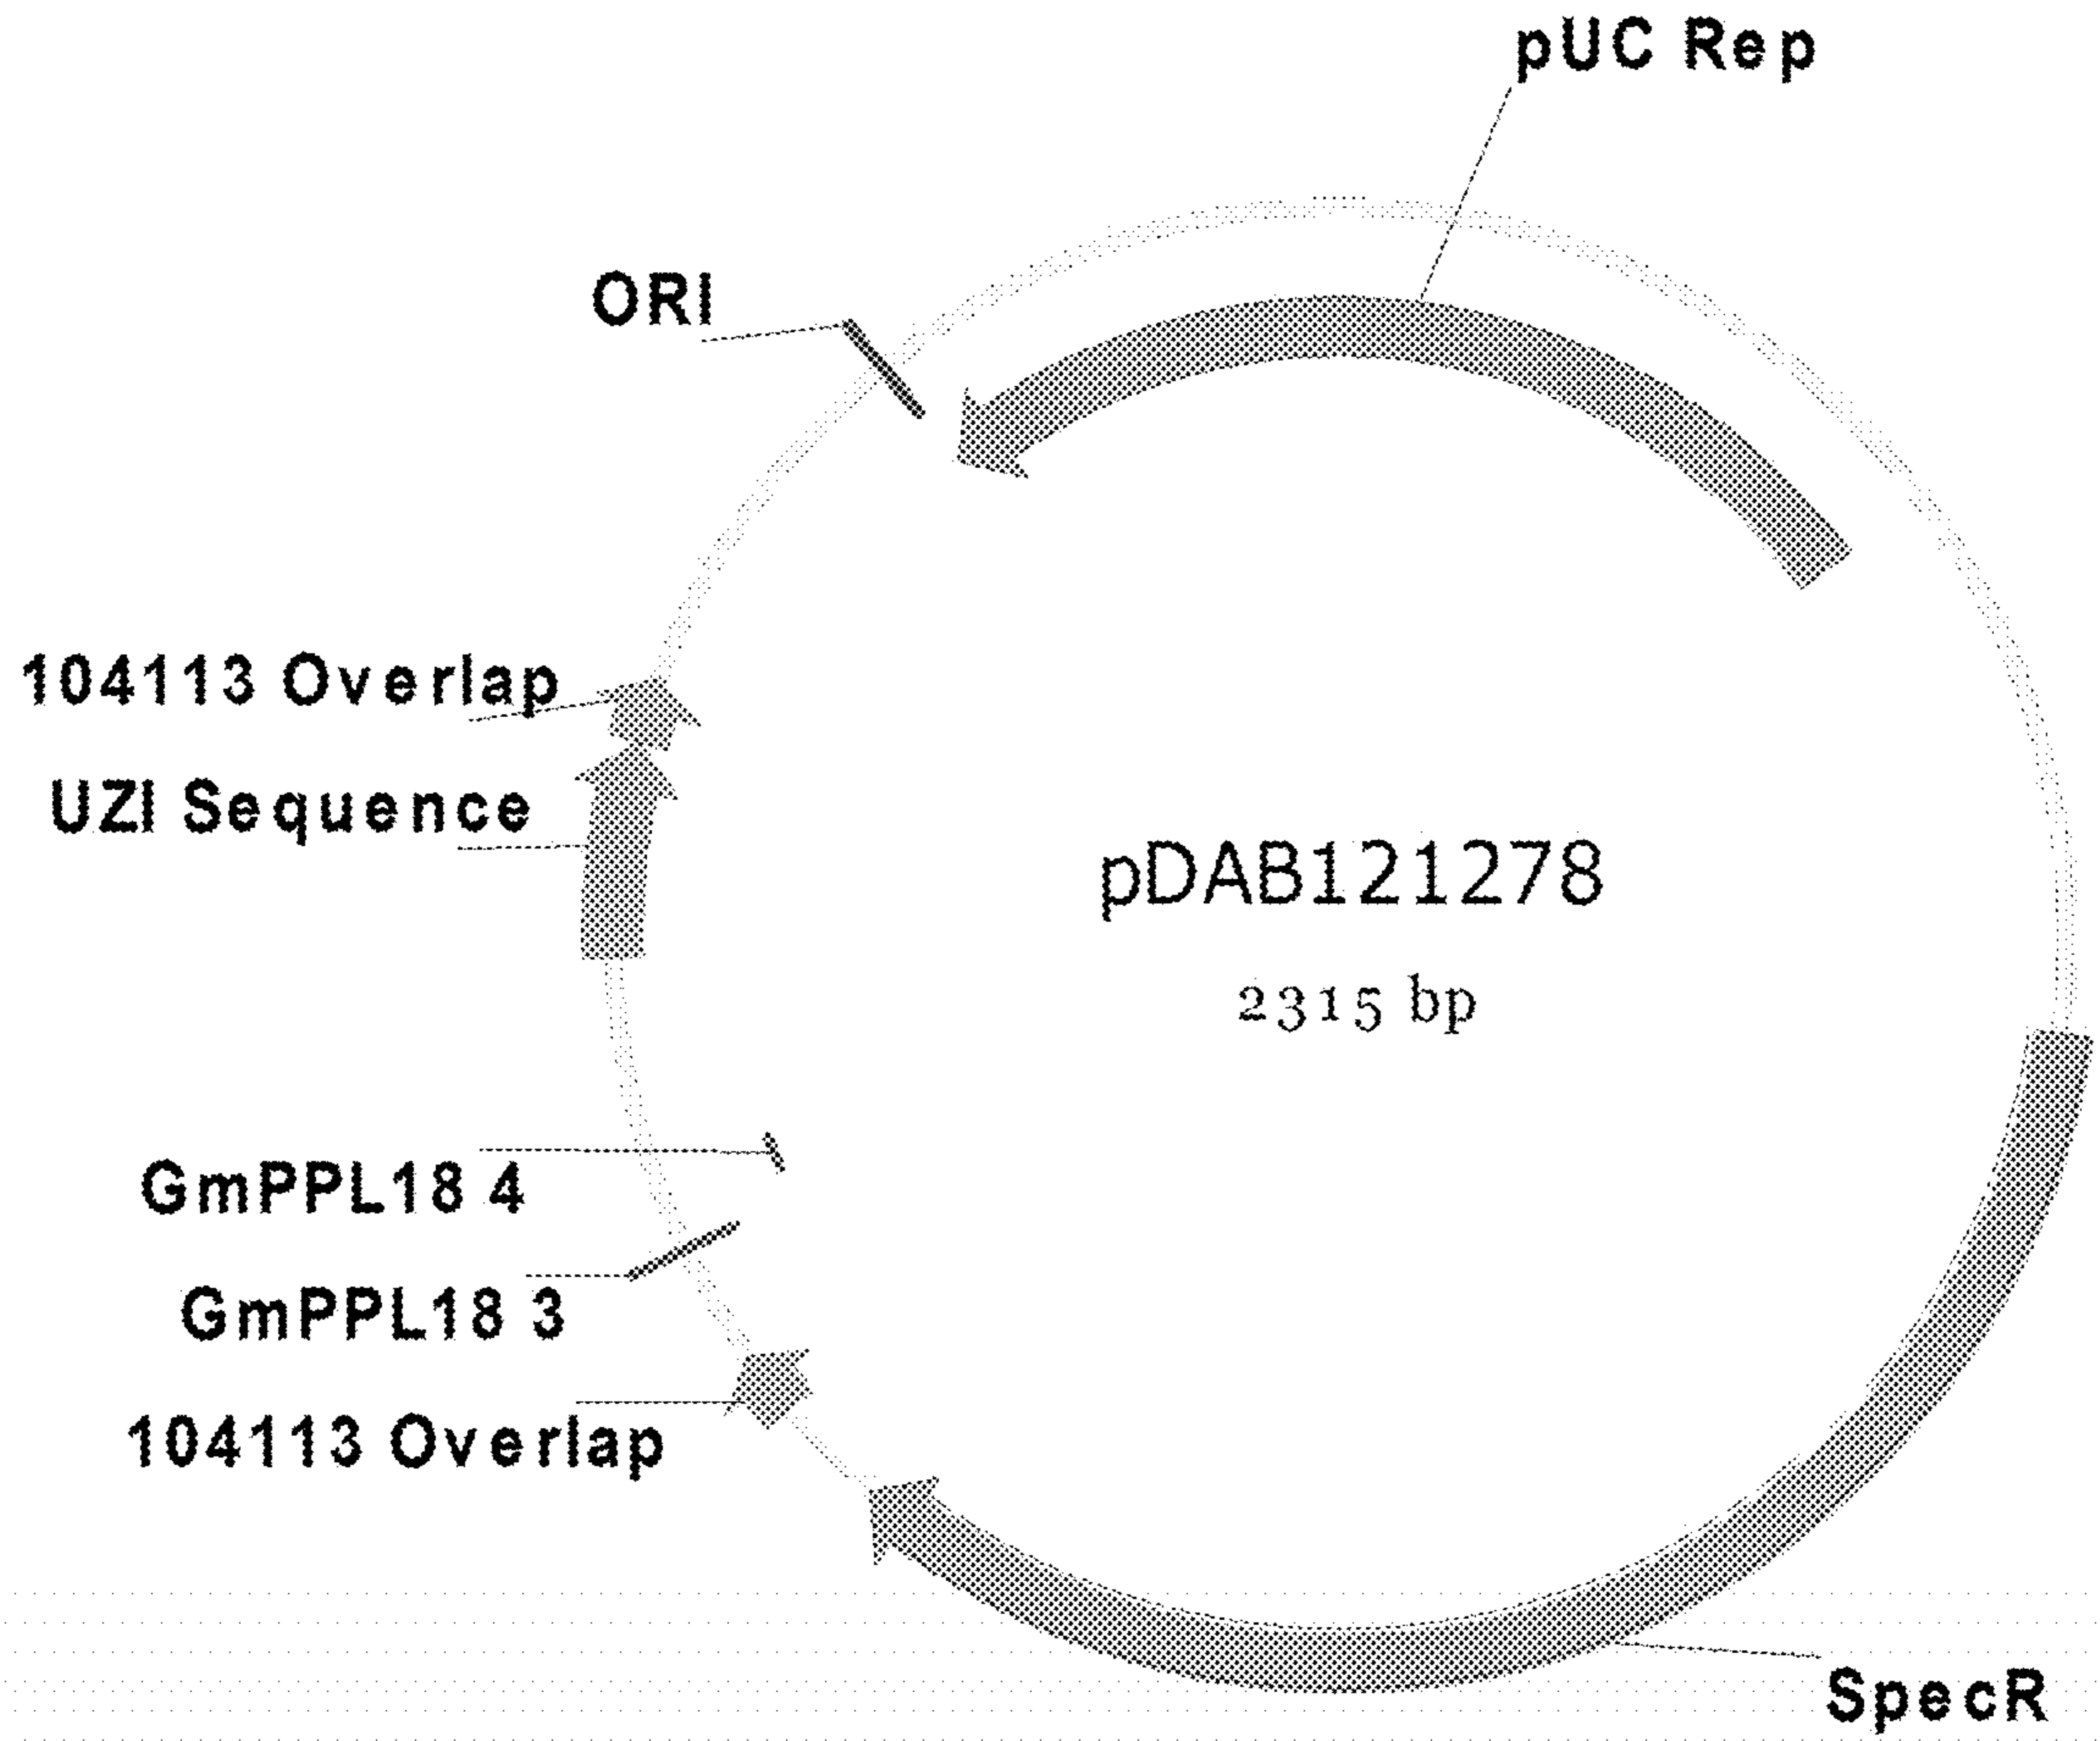 pUC Rep
ORI
104113 Overlap
UZI Sequence
pDAB121278
2315 bp
GmPPL18 4
GmPPL18 3
104113 Overlap
SpecR